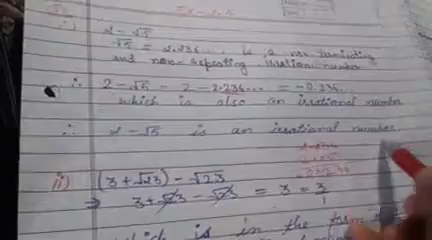 i) 2 - √5
√5 = 2.236... is a non-terminating
and non-repeating irrational number
∴ 2 - √5 = 2 - 2.236... = -0.236...
which is also an irrational number
∴ 2 - √5 is an irrational number.
ii) (3 + √23) - √23
⇒ 3 + √23 - √23 = 3 = 3/1
which is in the form